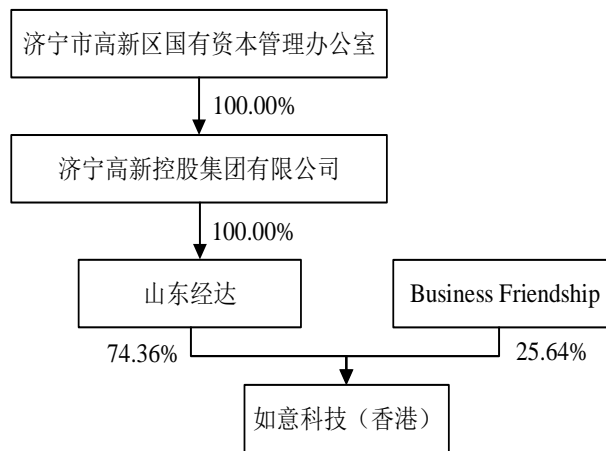 济宁市高新区国有资本管理办公室
100.00%
济宁高新控股集团有限公司
100.00%
山东经达
Business Friendship
74.36%
25.64%
如意科技（香港）